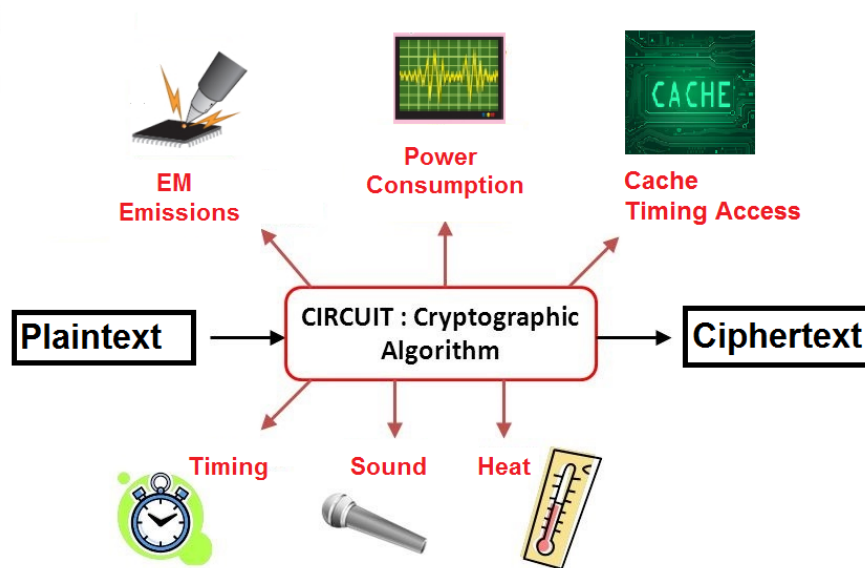 CACHE
EM
Emissions
Power
Consumption
Cache
Timing Access
Plaintext
CIRCUIT : Cryptographic
Algorithm
Ciphertext
Timing
Sound
Heat